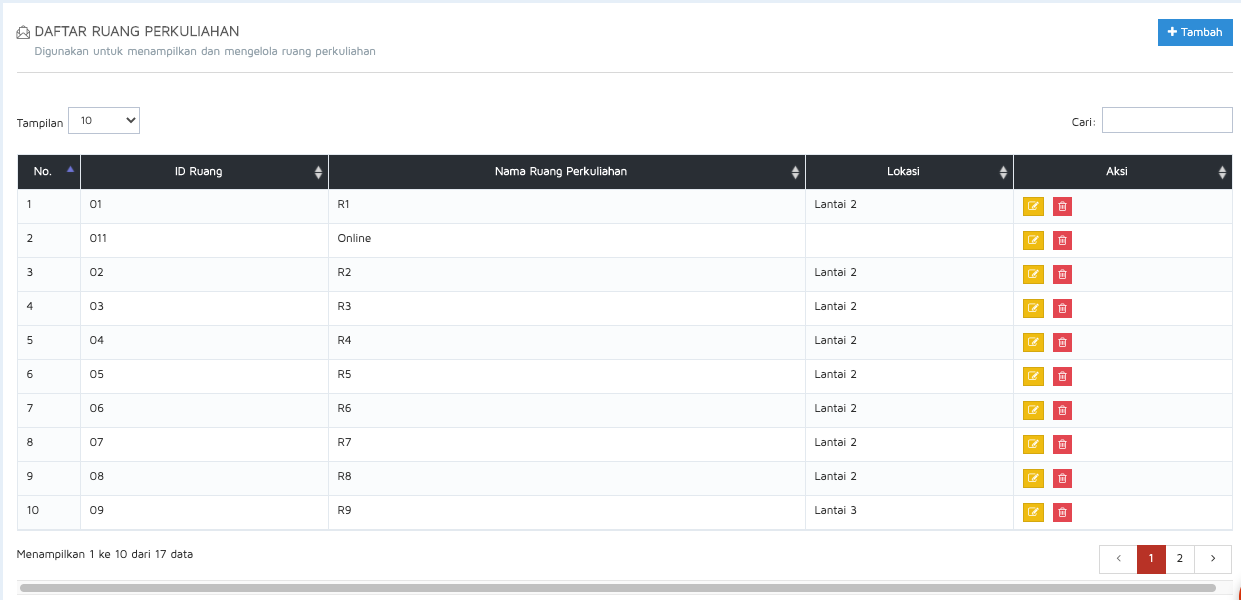 DAFTAR RUANG PERKULIAHAN
+ Tambah
Digunakan untuk menampilkan dan mengelola ruang perkuliahan
Tampilan 10 Cari:
No. ID Ruang Nama Ruang Perkuliahan Lokasi Aksi
1 01 R1 Lantai 2
2 011 Online
3 02 R2 Lantai 2
4 03 R3 Lantai 2
5 04 R4 Lantai 2
6 05 R5 Lantai 2
7 06 R6 Lantai 2
8 07 R7 Lantai 2
9 08 R8 Lantai 2
10 09 R9 Lantai 3
Menampilkan 1 ke 10 dari 17 data
‹ 1 2 ›